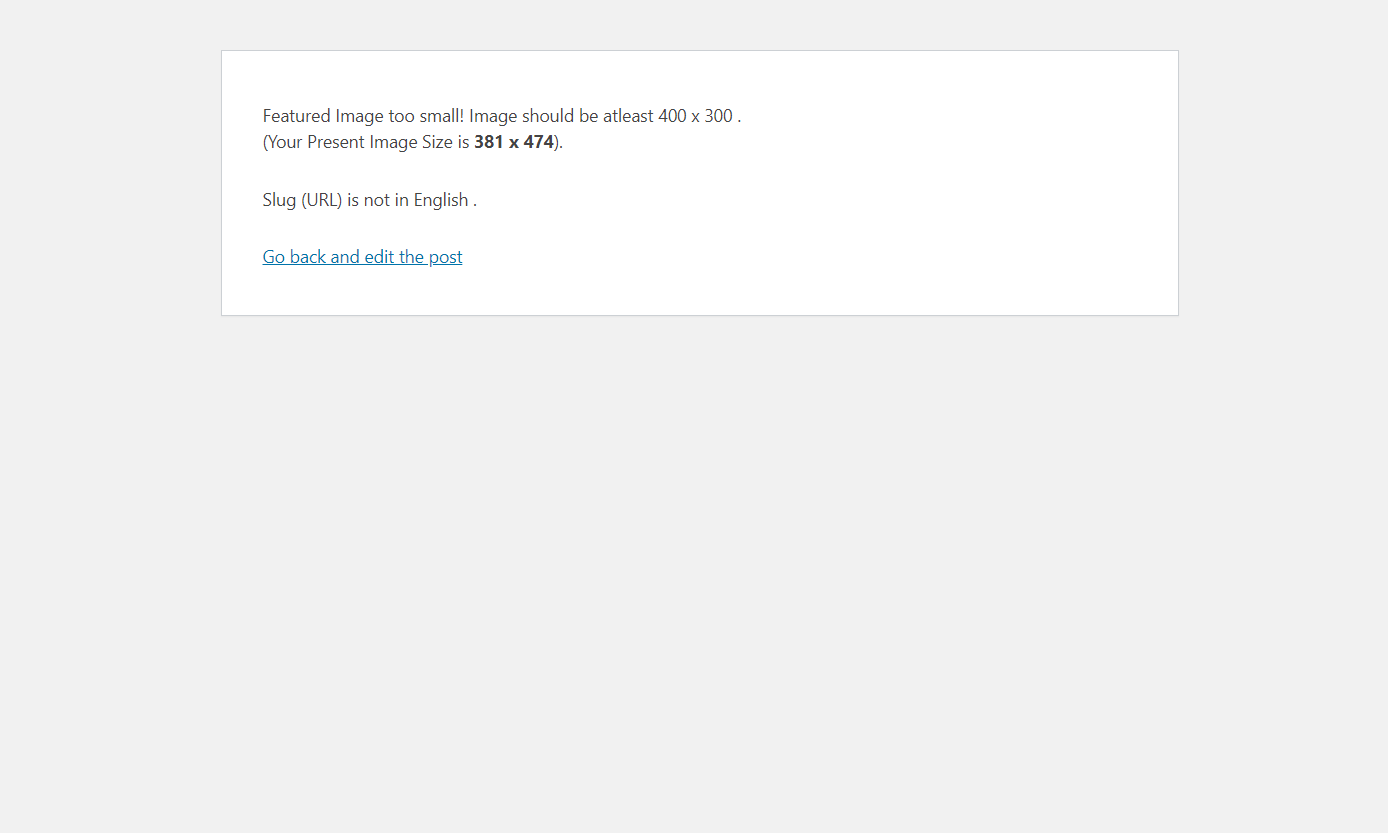 Featured Image too small! Image should be atleast 400 x 300 .
(Your Present Image Size is 381 x 474).
Slug (URL) is not in English .
Go back and edit the post